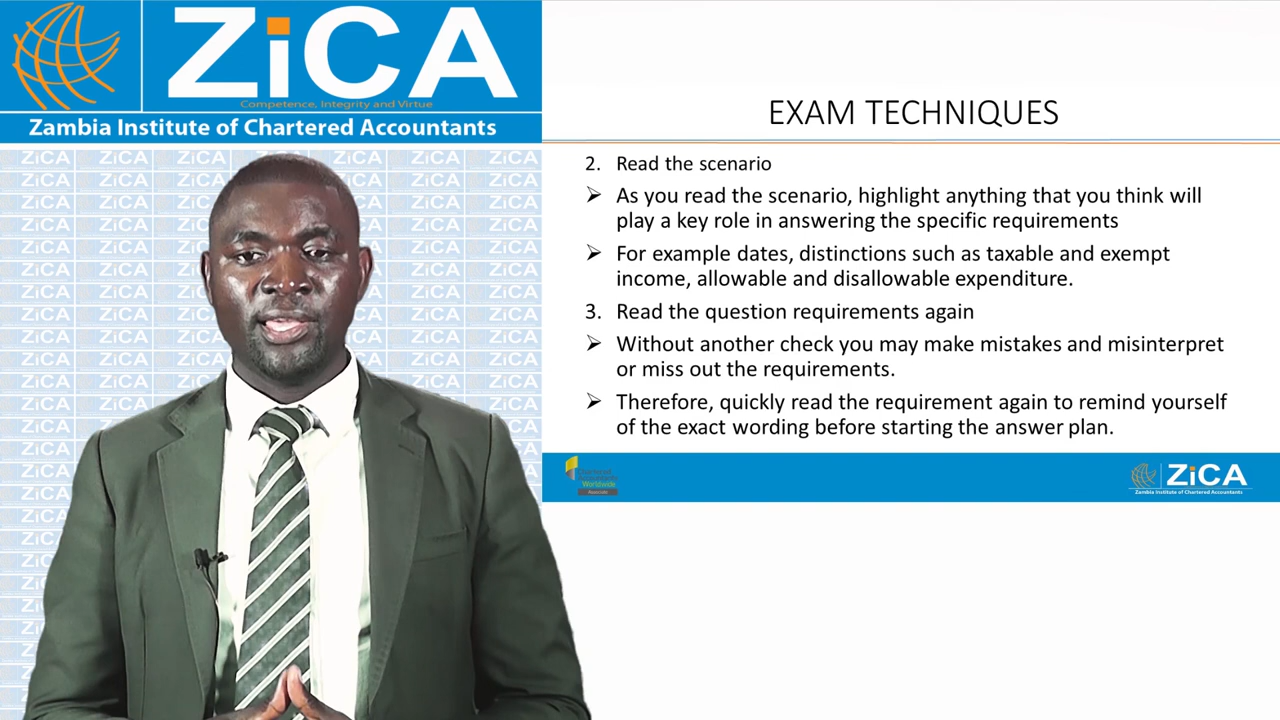 ZiCA
Competence, Integrity and Virtue
Zambia Institute of Chartered Accountants
EXAM TECHNIQUES
2. Read the scenario
➢ As you read the scenario, highlight anything that you think will
play a key role in answering the specific requirements
➢ For example dates, distinctions such as taxable and exempt
income, allowable and disallowable expenditure.
3. Read the question requirements again
➢ Without another check you may make mistakes and misinterpret
or miss out the requirements.
➢ Therefore, quickly read the requirement again to remind yourself
of the exact wording before starting the answer plan.
Chartered
Accountants
Worldwide
Associate
ZiCA
Zambia Institute of Chartered Accountants